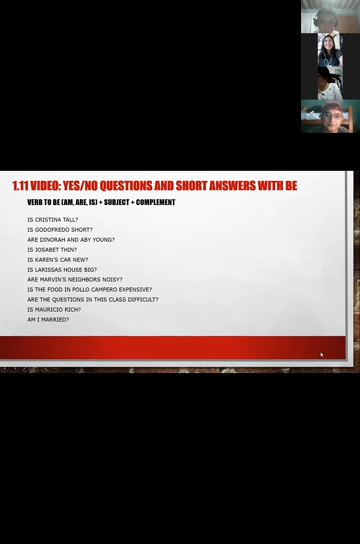 1.11 VIDEO: YES/NO QUESTIONS AND SHORT ANSWERS WITH BE
VERB TO BE (AM, ARE, IS) + SUBJECT + COMPLEMENT
IS CRISTINA TALL?
IS GODOFREDO SHORT?
ARE DINORAH AND ABY YOUNG?
IS JOSABET THIN?
IS KAREN'S CAR NEW?
IS LARISSAS HOUSE BIG?
ARE MARVIN'S NEIGHBORS NOISY?
IS THE FOOD IN POLLO CAMPERO EXPENSIVE?
ARE THE QUESTIONS IN THIS CLASS DIFFICULT?
IS MAURICIO RICH?
AM I MARRIED?